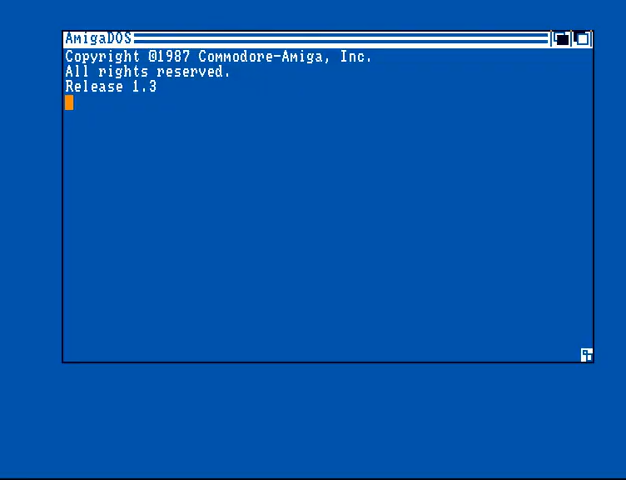 AmigaDOS
Copyright ©1987 Commodore-Amiga, Inc.
All rights reserved.
Release 1.3